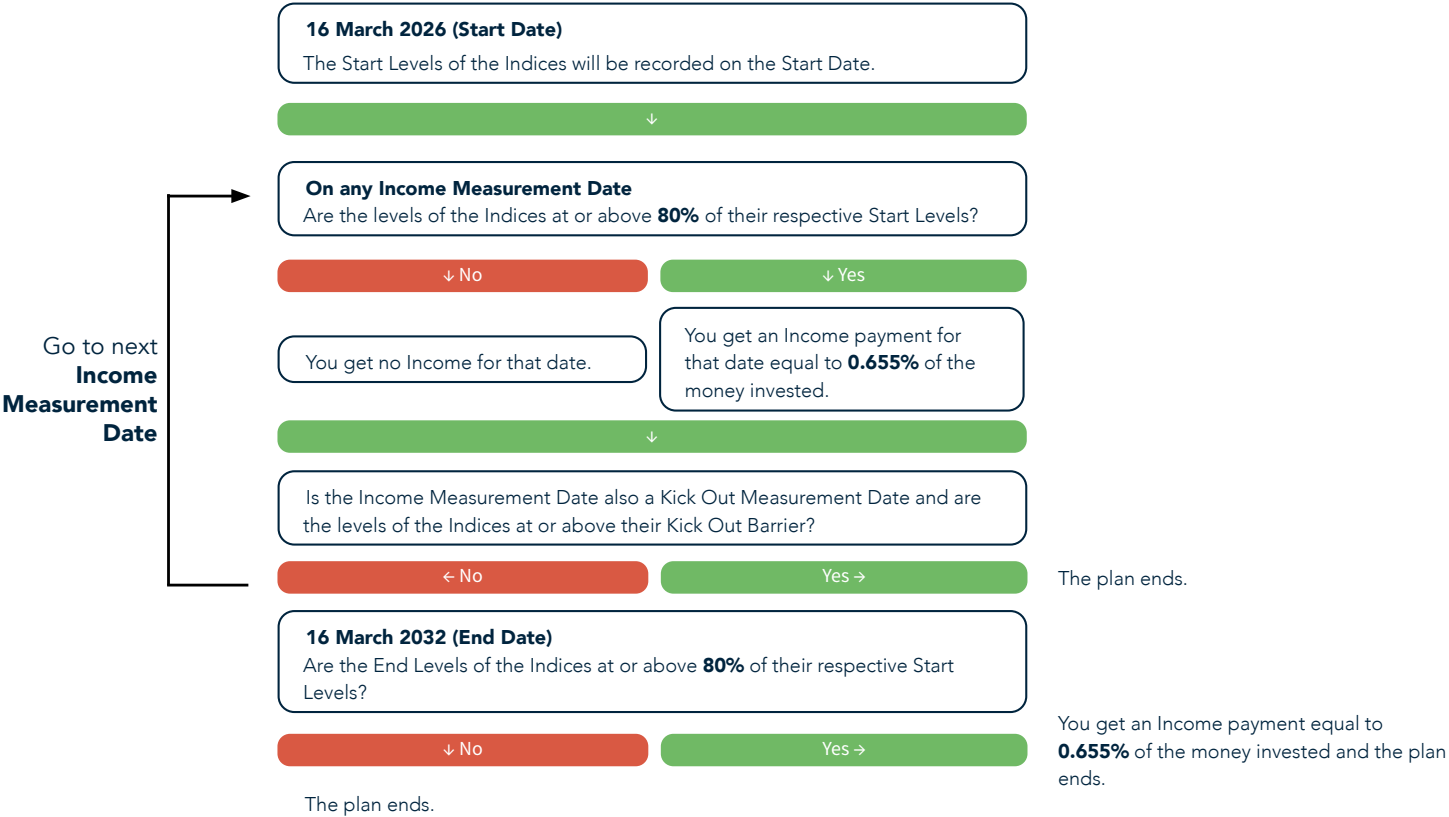 16 March 2026 (Start Date)
The Start Levels of the Indices will be recorded on the Start Date.
↓
On any Income Measurement Date
Are the levels of the Indices at or above 80% of their respective Start Levels?
↓ No
↓ Yes
You get no Income for that date.
You get an Income payment for
that date equal to 0.655% of the
money invested.
Go to next
Income
Measurement
Date
↓
Is the Income Measurement Date also a Kick Out Measurement Date and are
the levels of the Indices at or above their Kick Out Barrier?
← No
Yes →
The plan ends.
16 March 2032 (End Date)
Are the End Levels of the Indices at or above 80% of their respective Start
Levels?
↓ No
Yes →
You get an Income payment equal to
0.655% of the money invested and the plan
ends.
The plan ends.